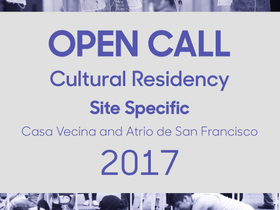 OPEN CALL
Cultural Residency
Site Specific
Casa Vecina and Atrio de San Francisco
2017